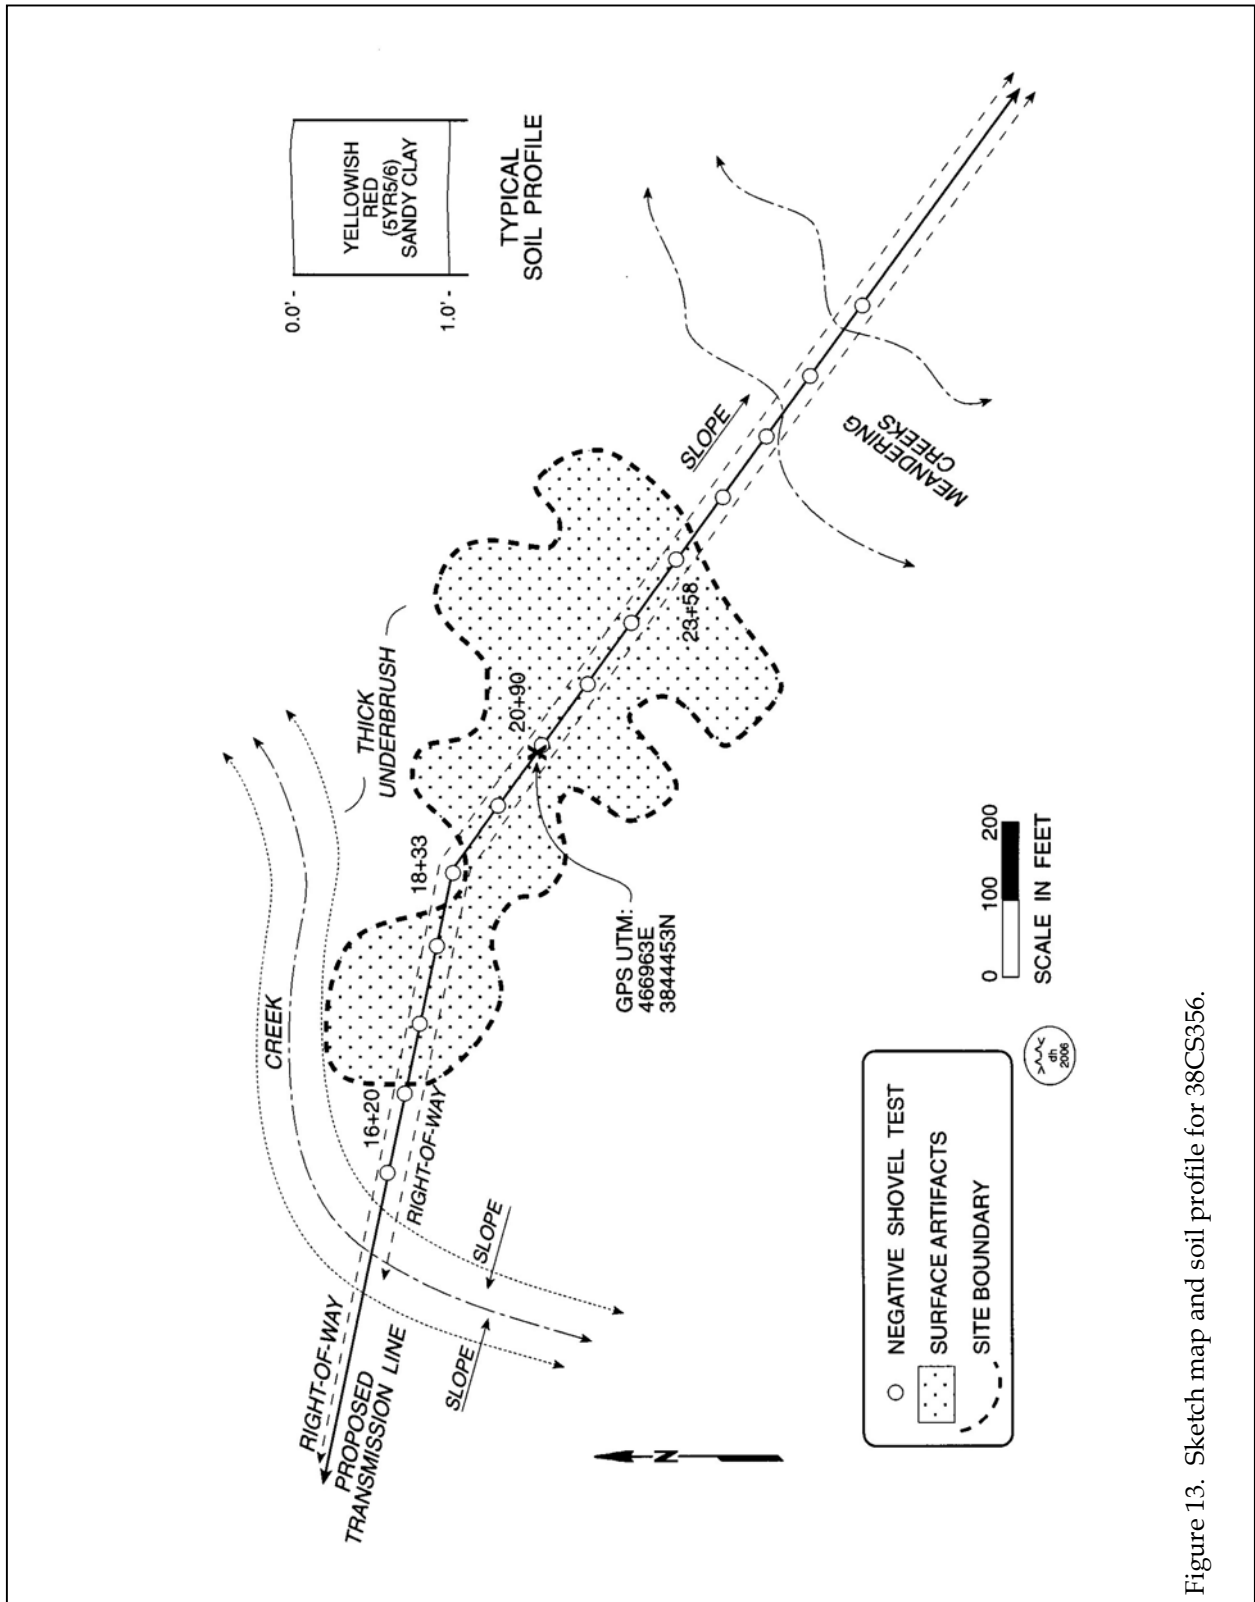 0.0' -
YELLOWISH
RED
(5YR5/6)
SANDY CLAY
1.0' -
TYPICAL
SOIL PROFILE
CREEK
THICK
UNDERBRUSH
RIGHT-OF-WAY
PROPOSED
TRANSMISSION LINE
16+20
RIGHT-OF-WAY
18+33
20+90
23+58
SLOPE
SLOPE
SLOPE
MEANDERING
CREEKS
GPS UTM:
466963E
3844453N
N
NEGATIVE SHOVEL TEST
SURFACE ARTIFACTS
SITE BOUNDARY
dh
2006
0 100 200
SCALE IN FEET
Figure 13. Sketch map and soil profile for 38CS356.